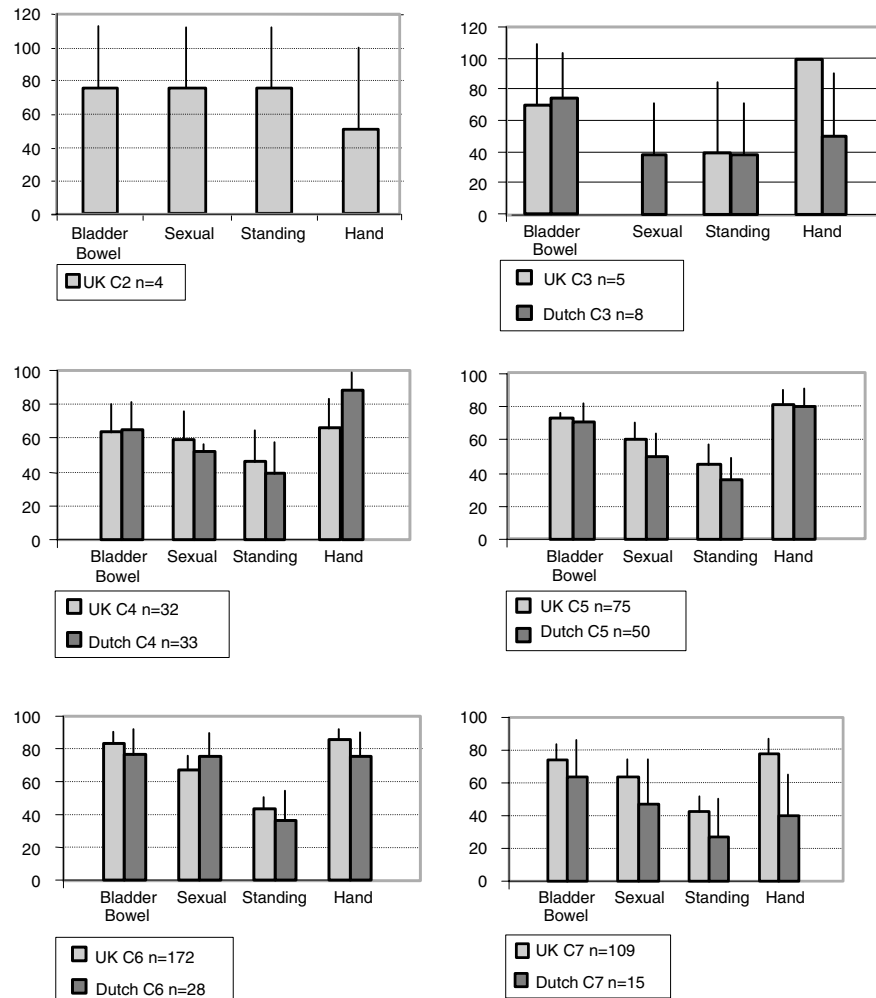 120
100
80
60
40
20
0
Bladder Bowel Sexual Standing Hand
UK C2 n=4
120
100
80
60
40
20
0
Bladder Bowel Sexual Standing Hand
UK C3 n=5
Dutch C3 n=8
100
80
60
40
20
0
Bladder Bowel Sexual Standing Hand
UK C4 n=32
Dutch C4 n=33
100
80
60
40
20
0
Bladder Bowel Sexual Standing Hand
UK C5 n=75
Dutch C5 n=50
100
80
60
40
20
0
Bladder Bowel Sexual Standing Hand
UK C6 n=172
Dutch C6 n=28
100
80
60
40
20
0
Bladder Bowel Sexual Standing Hand
UK C7 n=109
Dutch C7 n=15